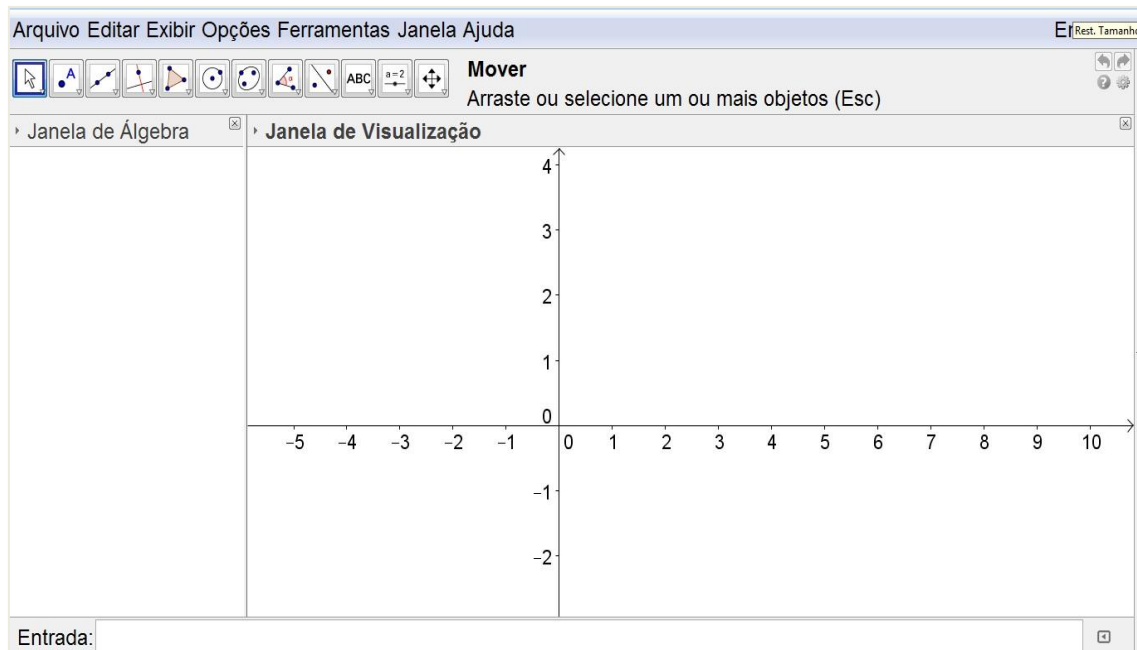 Arquivo Editar Exibir Opções Ferramentas Janela Ajuda
Rest. Tamanho
A
α
ABC
a=2
Mover
Arraste ou selecione um ou mais objetos (Esc)
Janela de Álgebra
Janela de Visualização
4
3
2
1
0
−5 −4 −3 −2 −1 0 1 2 3 4 5 6 7 8 9 10
−1
−2
Entrada: